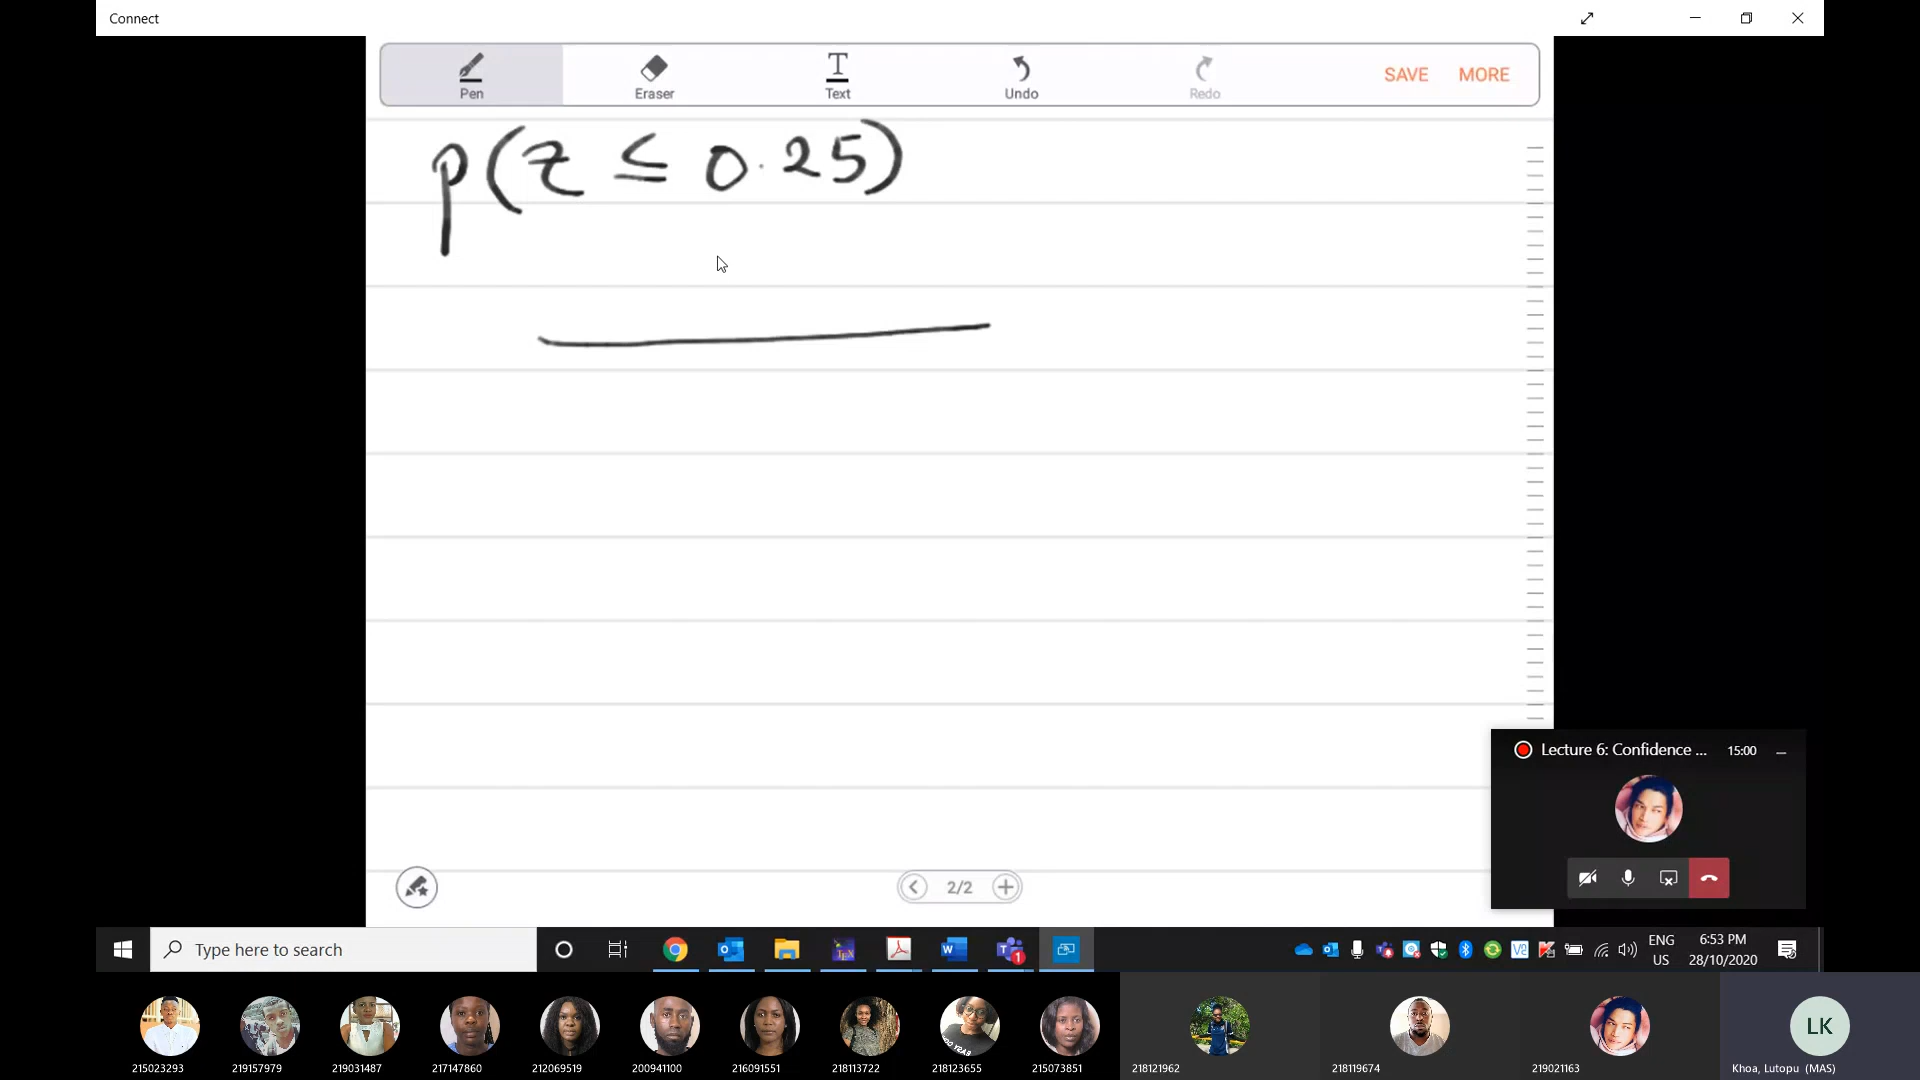 Connect
Pen
Eraser
Text
Undo
Redo
SAVE
MORE
p(z ≤ 0.25)
Lecture 6: Confidence ...
15:00
2/2
Type here to search
ENG
US
6:53 PM
28/10/2020
215023293
219157979
219031487
217147860
212069519
200941100
216091551
218113722
218123655
215073851
218121962
218119674
219021163
LK
Khoa, Lutopu (MAS)